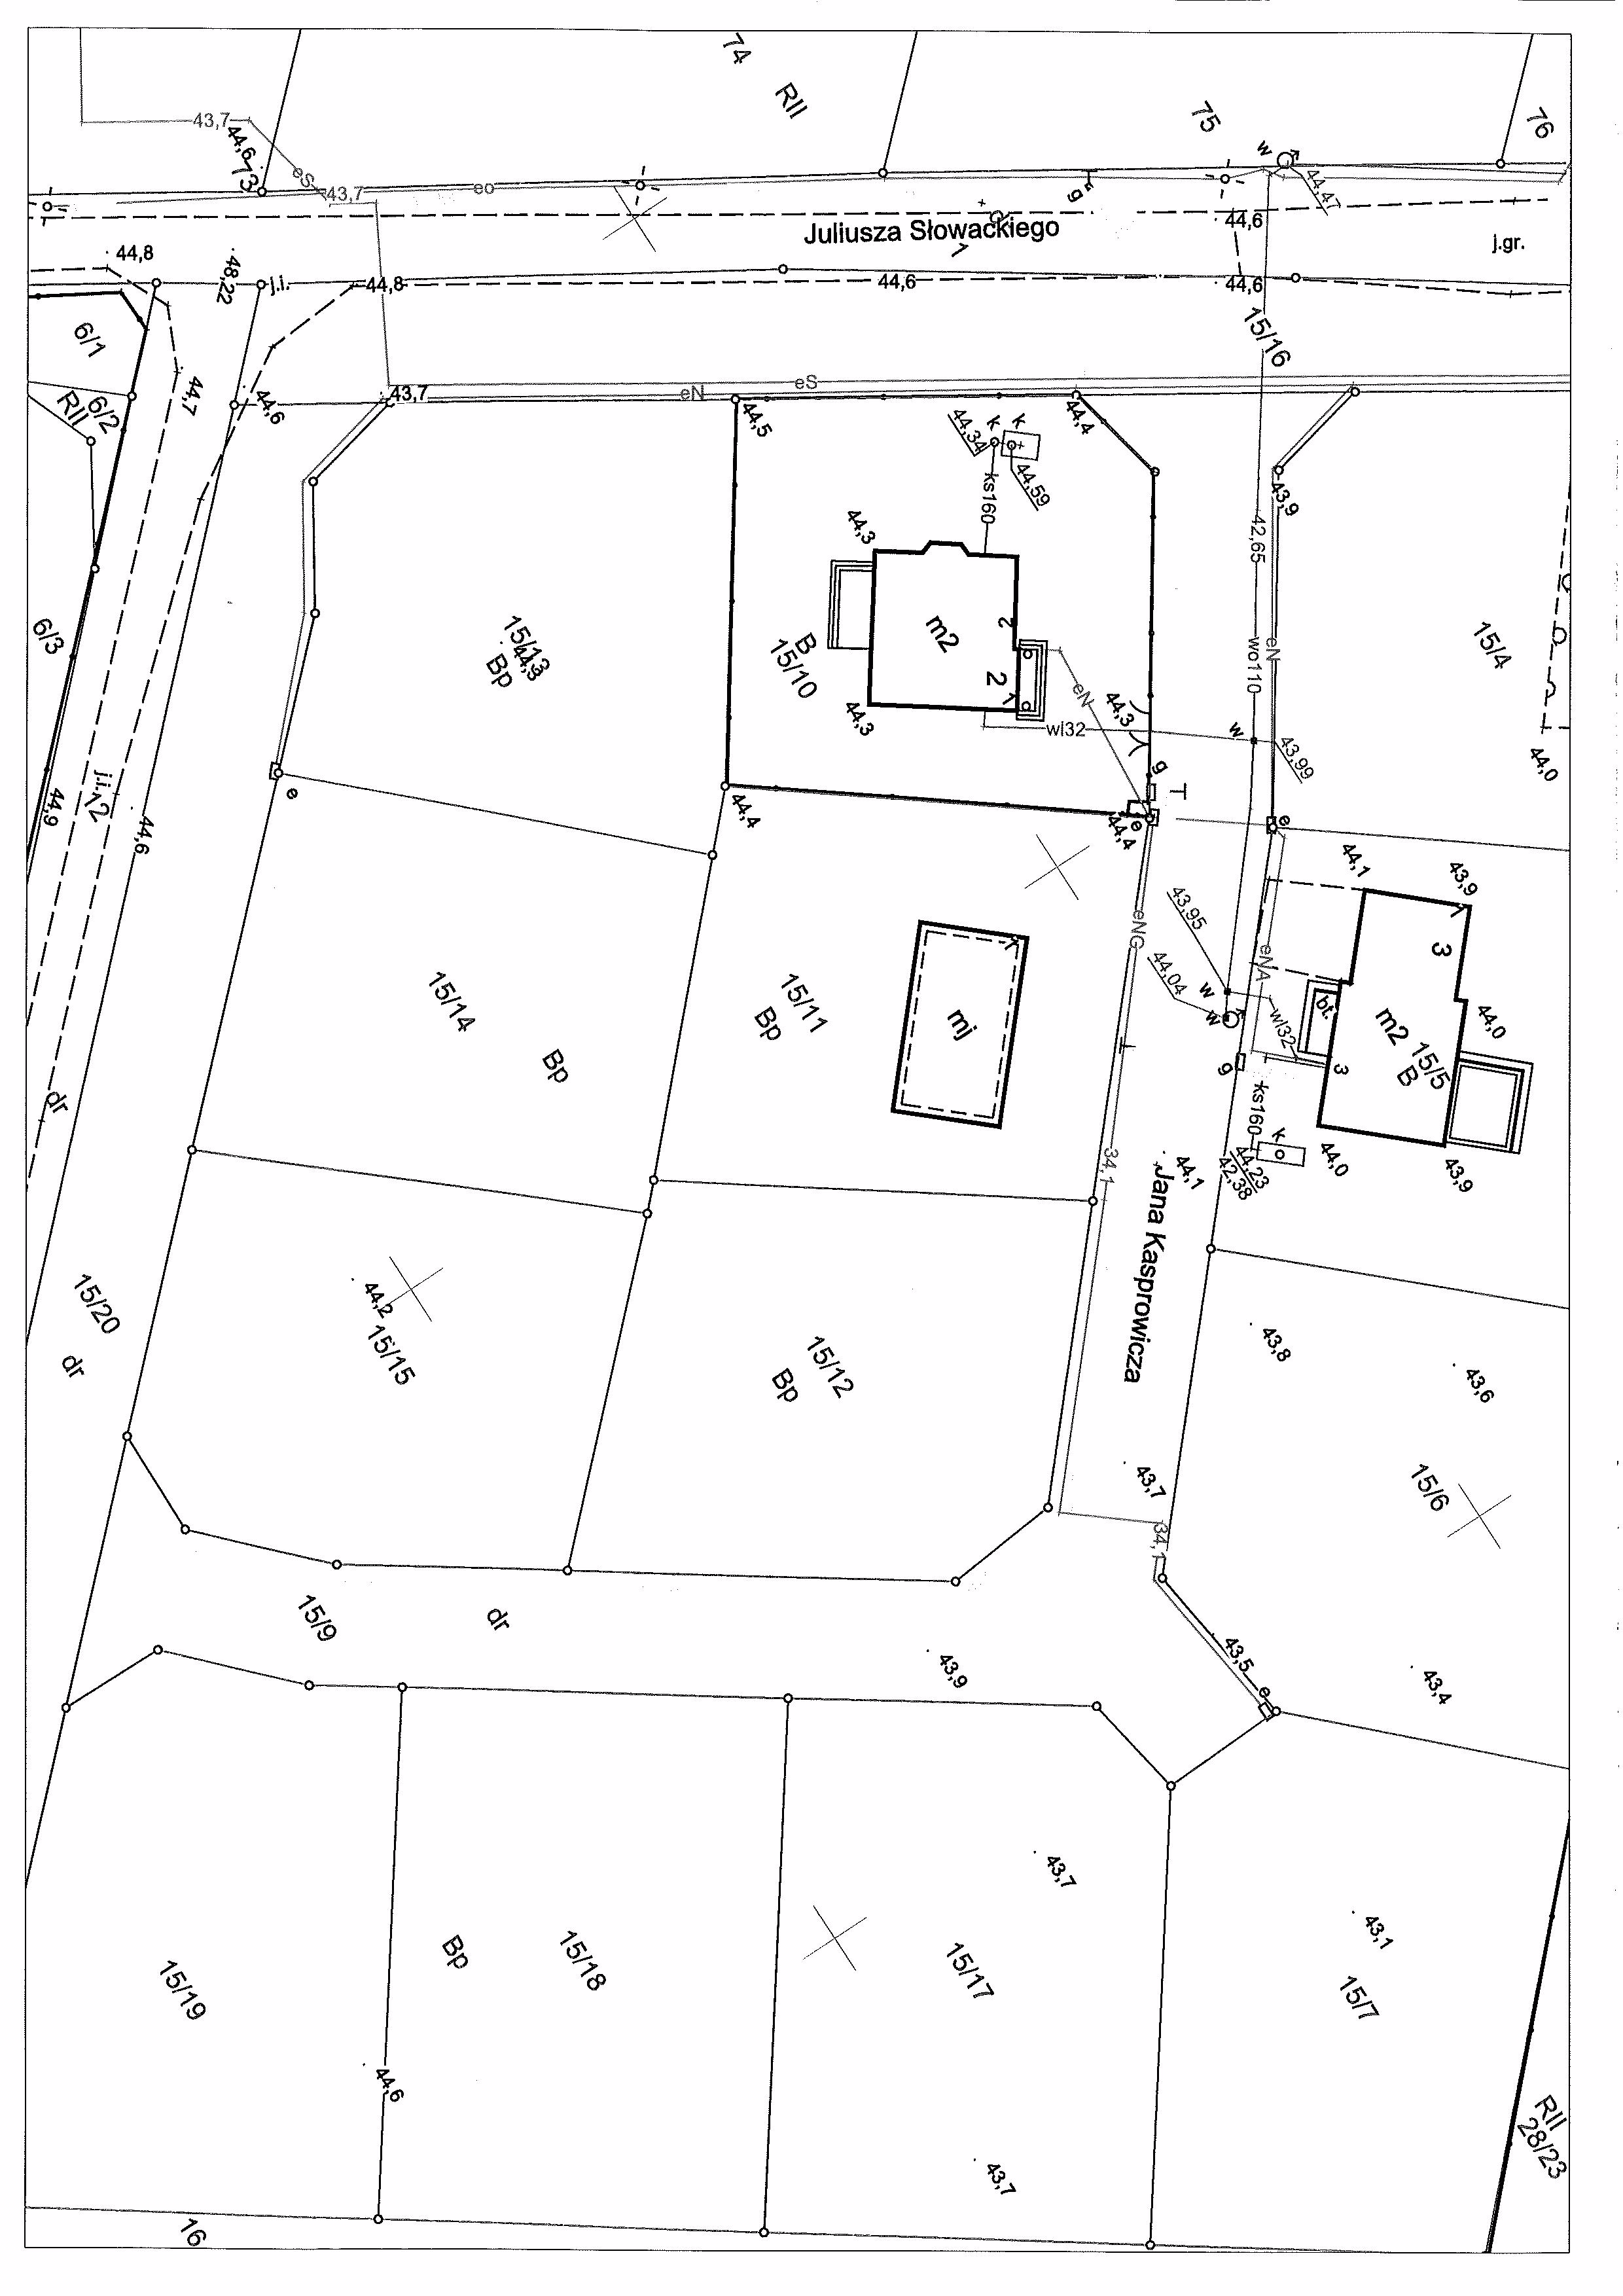 74
RII
75
76
43,7
44,6
73
eS
43,7
eo
w
44,47
g
Juliusza Słowackiego
1
44,6
j.gr.
44,8
48,22
j.i.
44,8
44,6
44,6
15/16
6/1
44,7
6/2
RII
44,6
43,7
eN
eS
44,5
44,34
k
k
44,59
44,4
ks160
43,9
42,65
44,3
m2
2
2
1
B
15/10
44,3
15/13
44,3
Bp
6/3
eN
44,3
wl32
wo110
eN
w
43,99
15/4
44,0
g
T
e
44,4
44,4
e
e
j.i.
12
44,9
44,6
44,1
43,9
43,95
eNG
eNA
3
44,04
w
w
bt.
wl32
m2
15/5
B
44,0
3
g
ks160
k
44,23
42,38
44,0
43,9
15/14
Bp
15/11
Bp
mj
dr
34,1
44,1
Jana Kasprowicza
15/20
dr
44,2
15/15
15/12
Bp
43,8
43,6
43,7
15/6
34,1
15/9
dr
43,9
43,5
e
43,4
43,7
43,1
15/19
Bp
15/18
15/17
15/7
44,6
43,7
RII
28/23
16